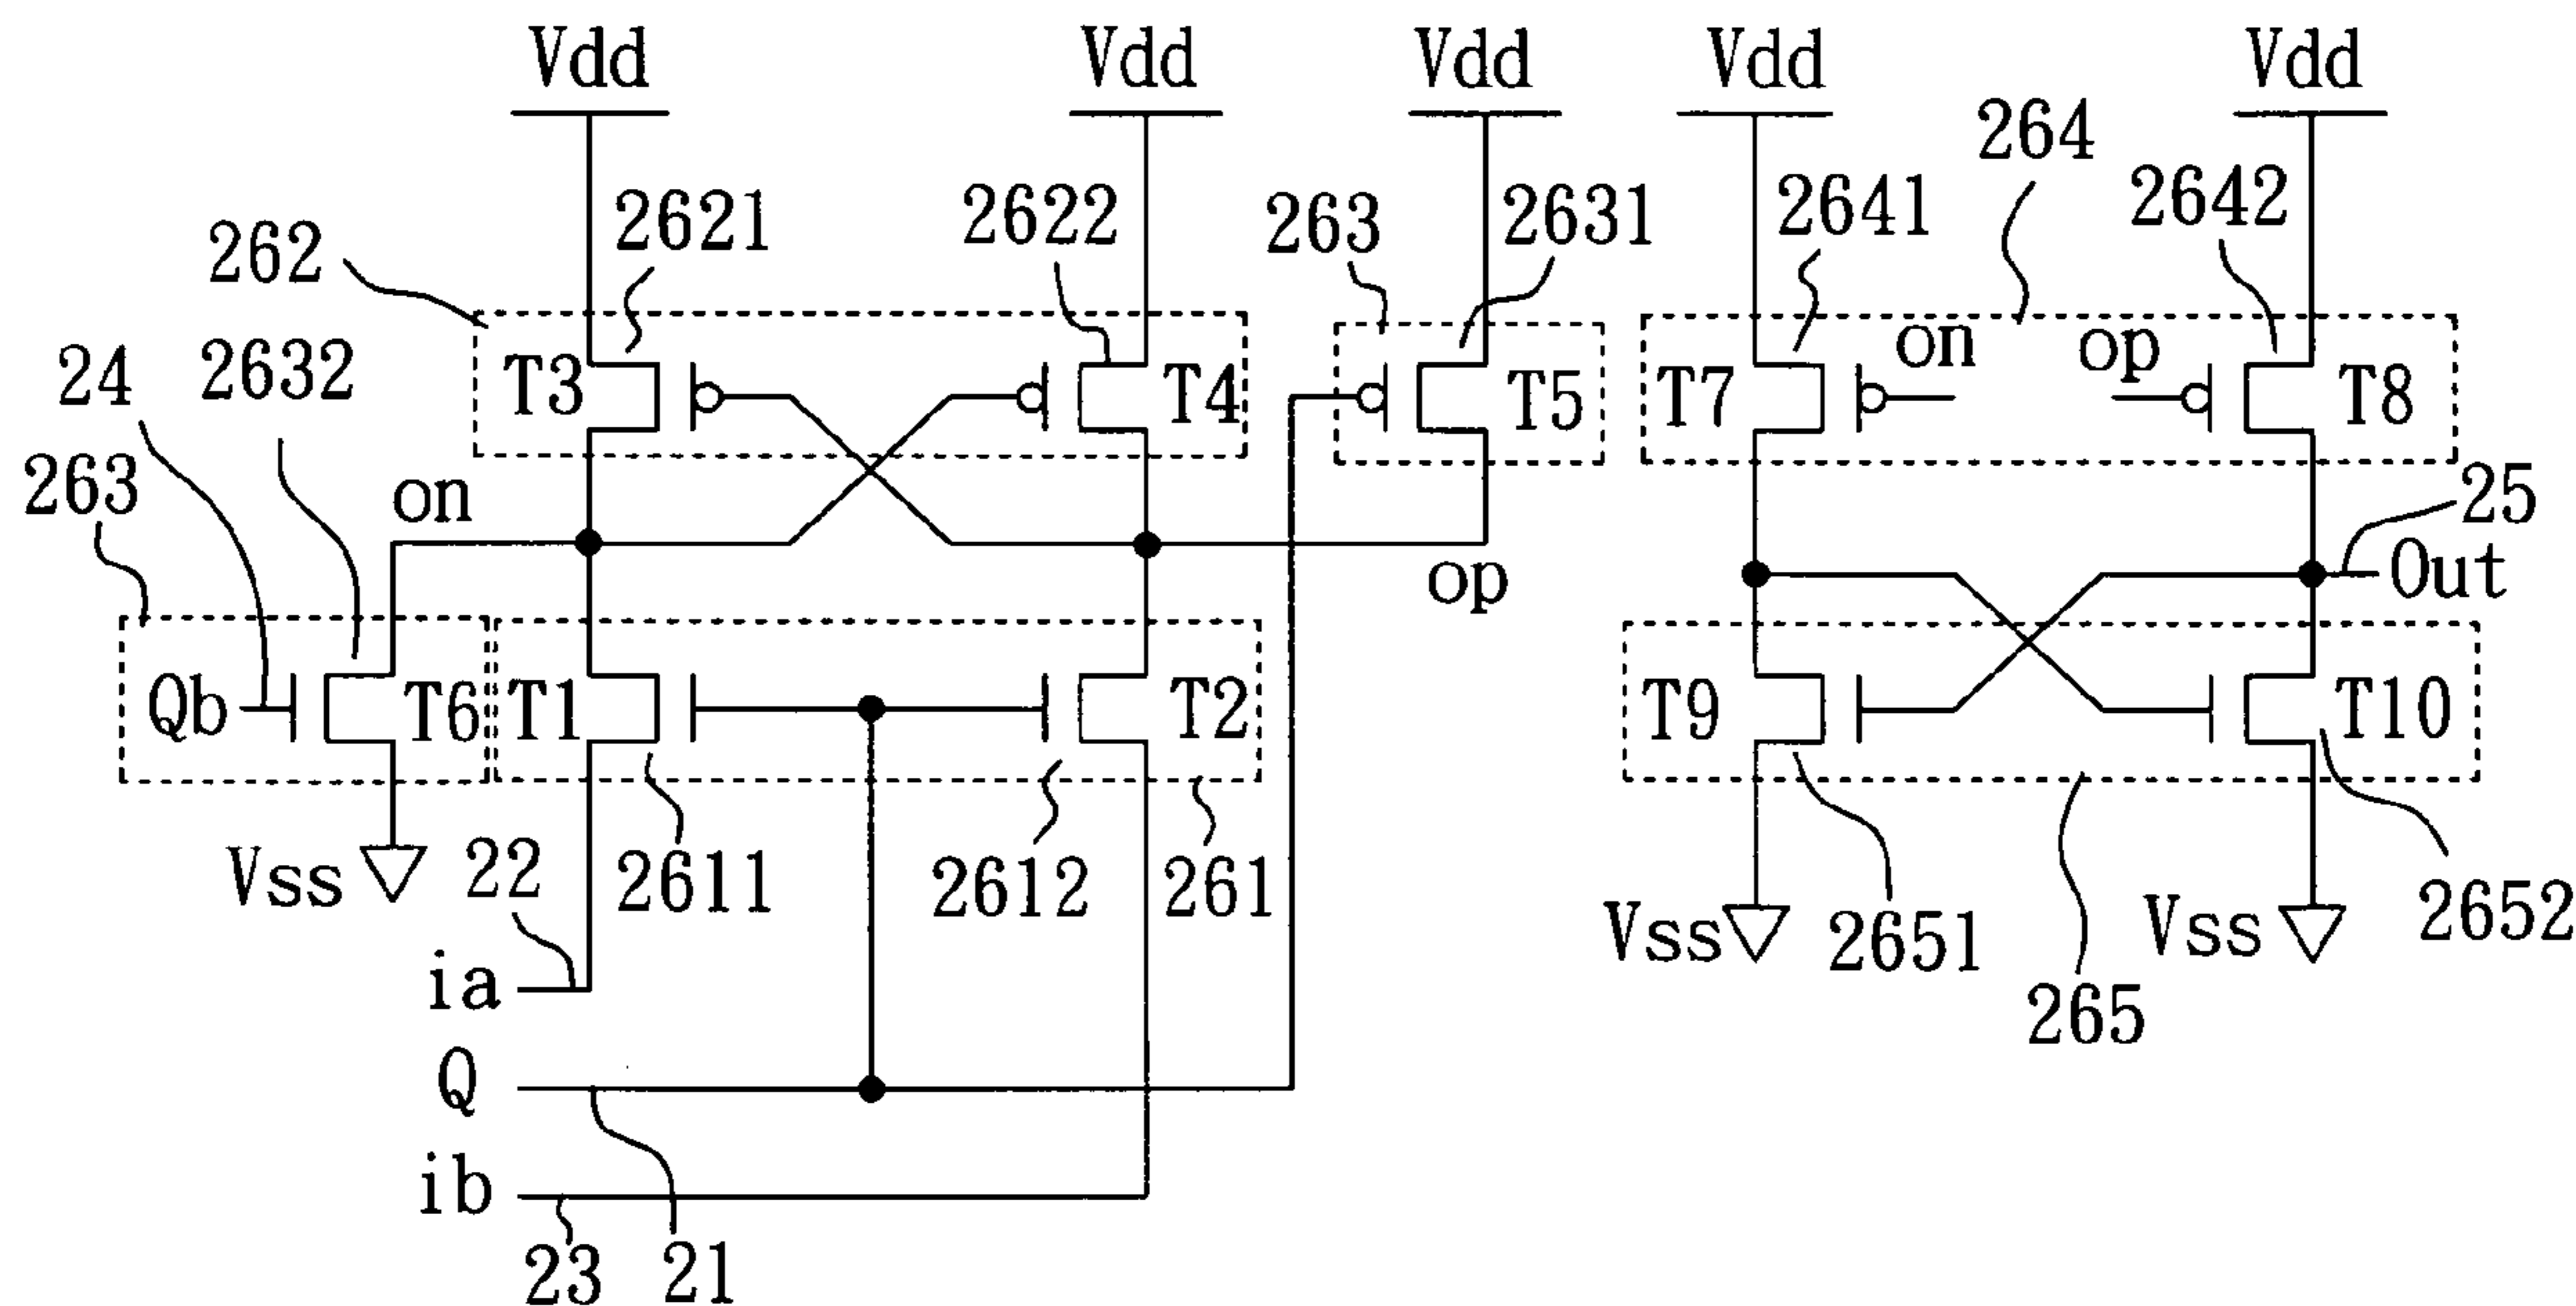 Vdd Vdd Vdd Vdd Vdd
264
2621 2622 263 2631 2641 2642
262
24 2632 T3 T4 T5 T7 on op T8
263 on 25
op Out
Qb T6 T1 T2 T9 T10
Vss 22 2611 2612 261 Vss 2651 Vss 2652
ia 265
Q
ib
23 21